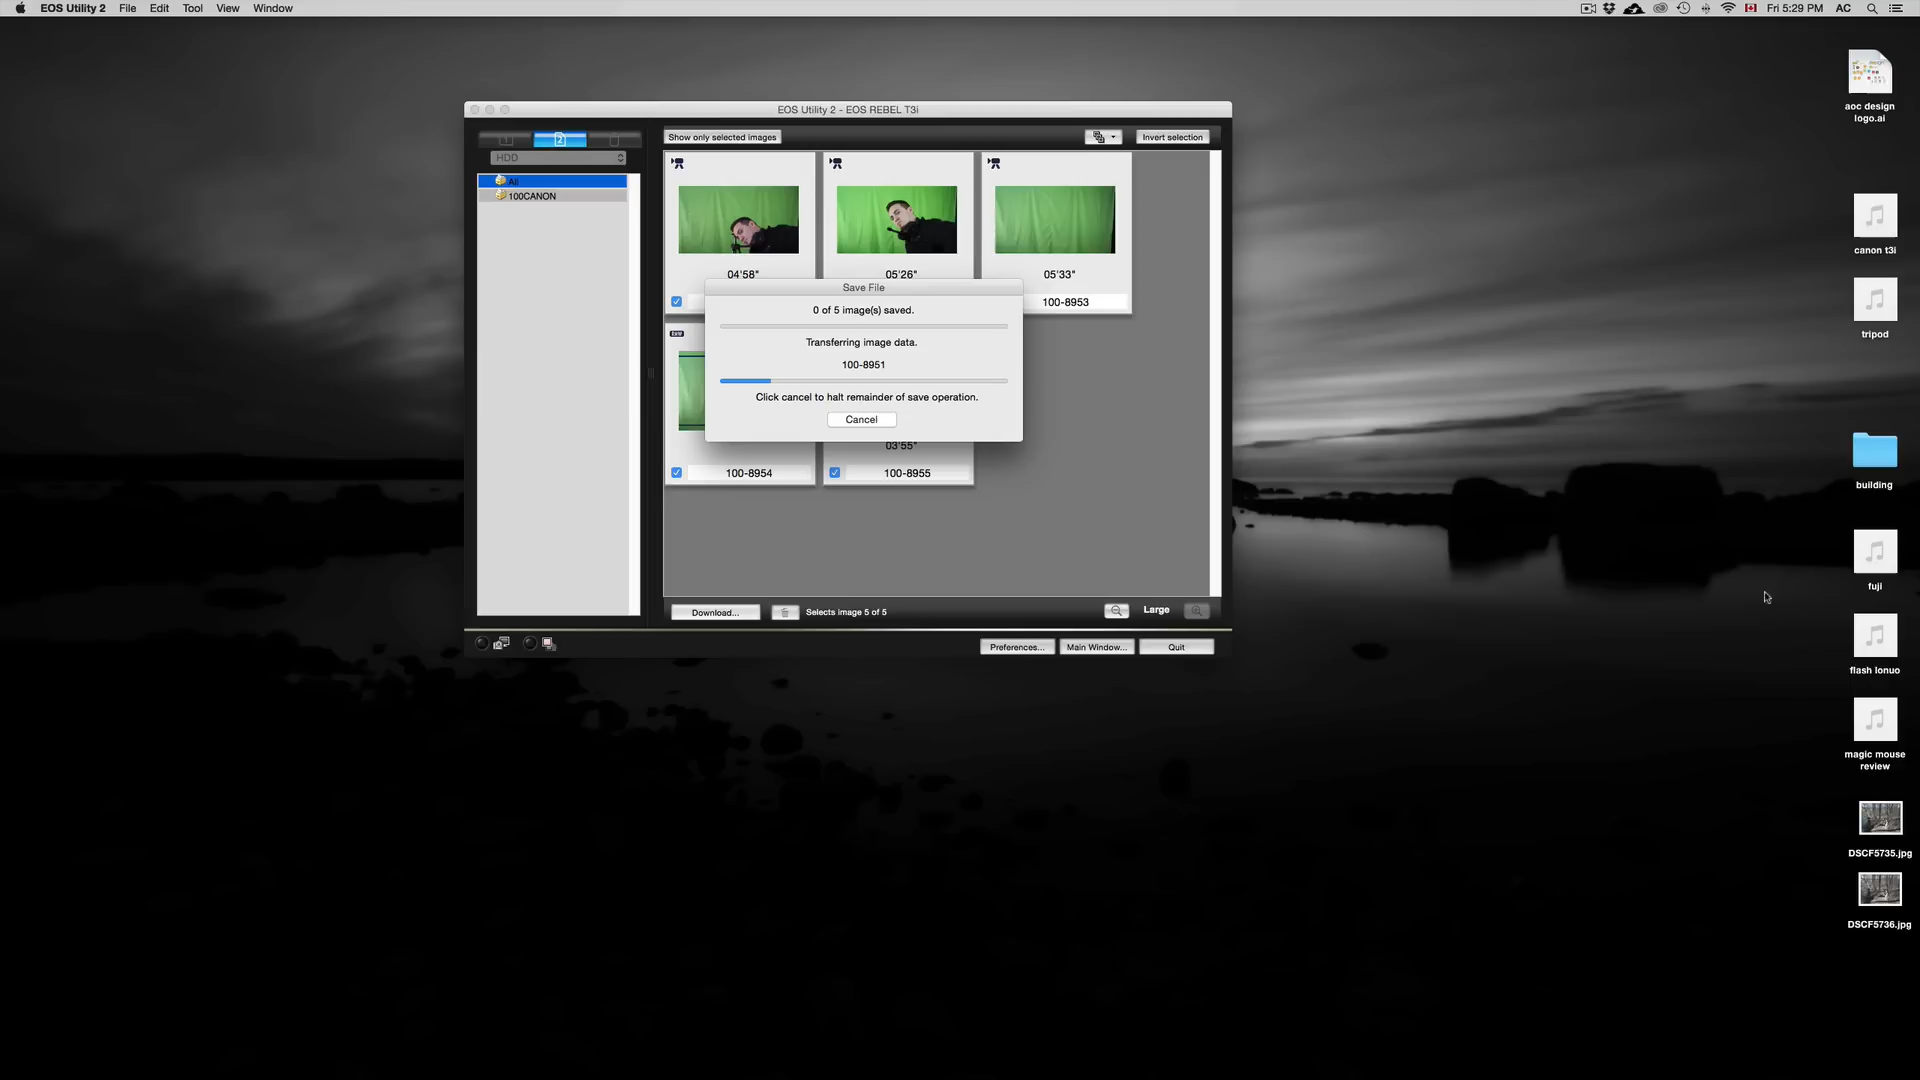 EOS Utility 2 File Edit Tool View Window
Fri 5:29 PM AC
EOS Utility 2 - EOS REBEL T3i
1 2
HDD
All
100CANON
Show only selected images
Invert selection
04'58"
05'26"
05'33"
100-8953
Save File
0 of 5 image(s) saved.
Transferring image data.
100-8951
Click cancel to halt remainder of save operation.
Cancel
RAW
03'55"
100-8954
100-8955
Download...
Selects image 5 of 5
Large
Preferences...
Main Window...
Quit
aoc design
logo.ai
canon t3i
tripod
building
fuji
flash lonuo
magic mouse
review
DSCF5735.jpg
DSCF5736.jpg